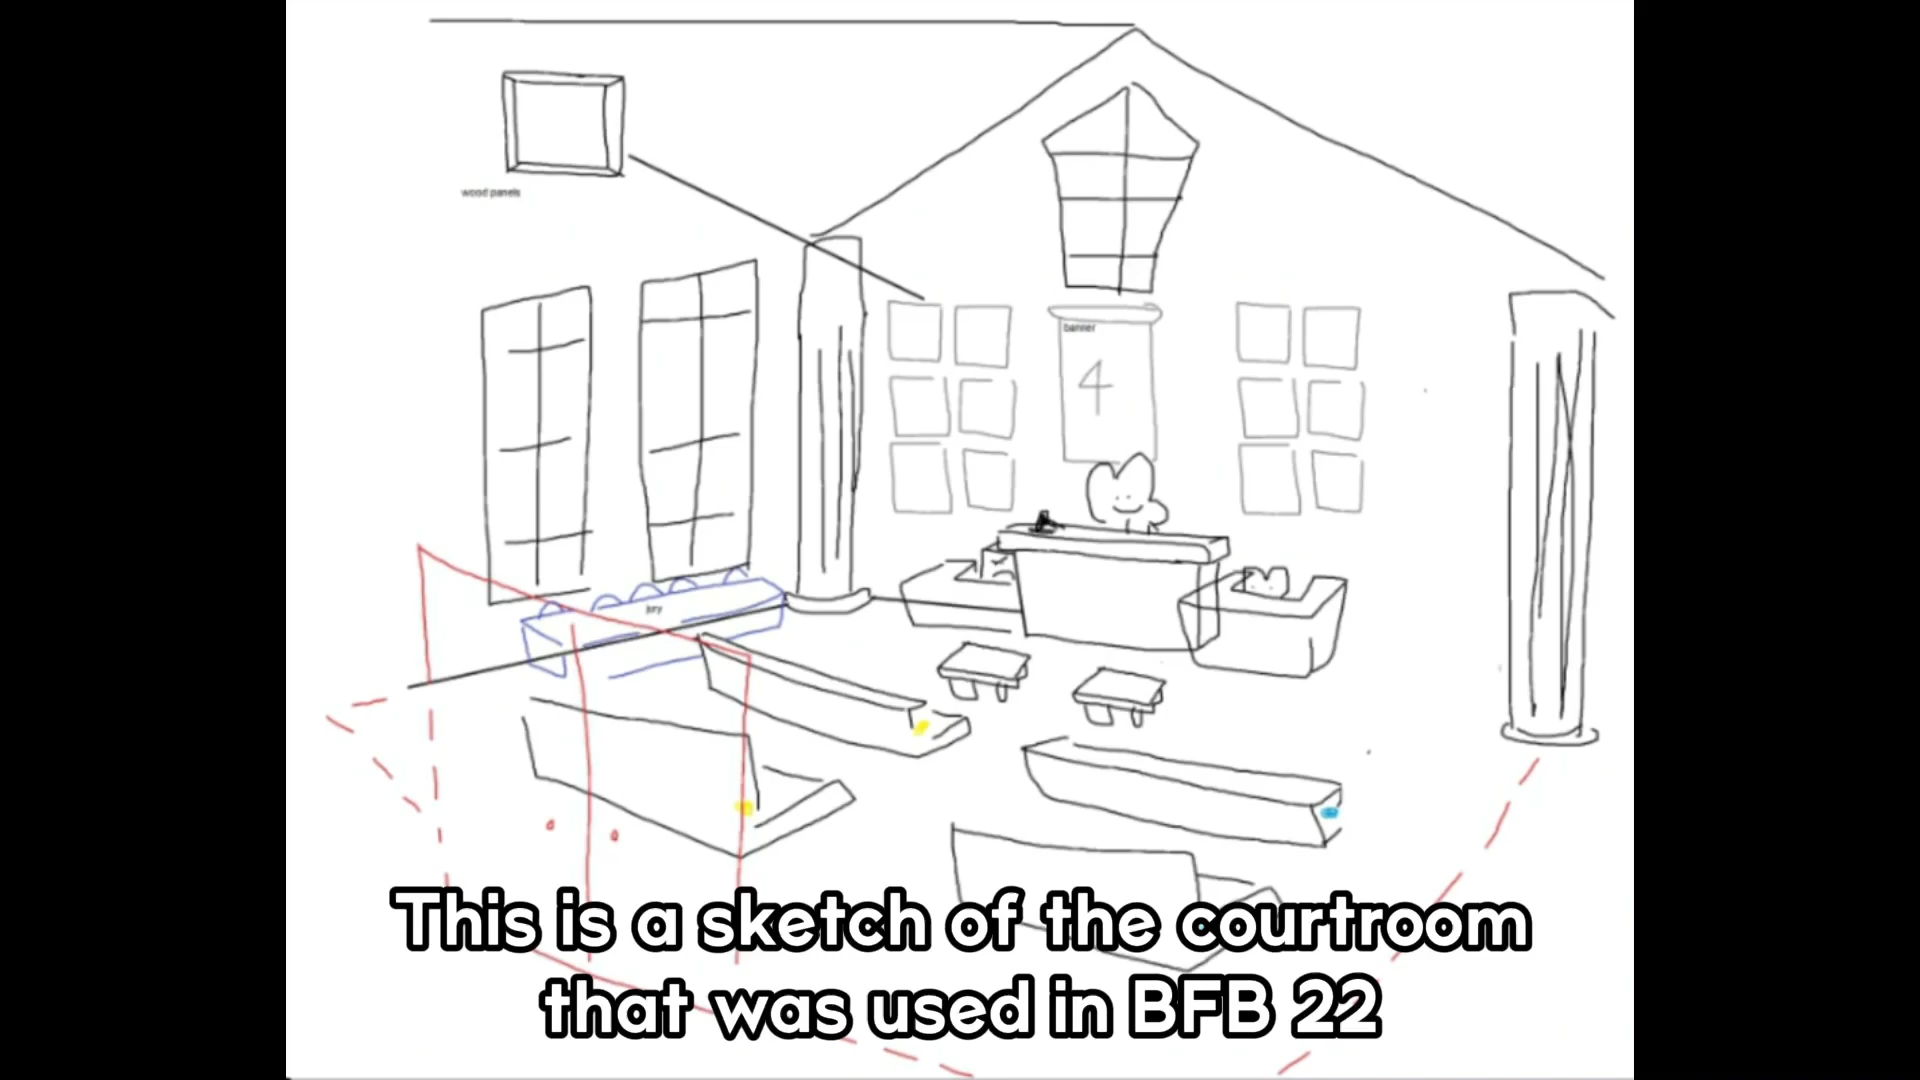 wood panels
banner
4
jury
This is a sketch of the courtroom
that was used in BFB 22